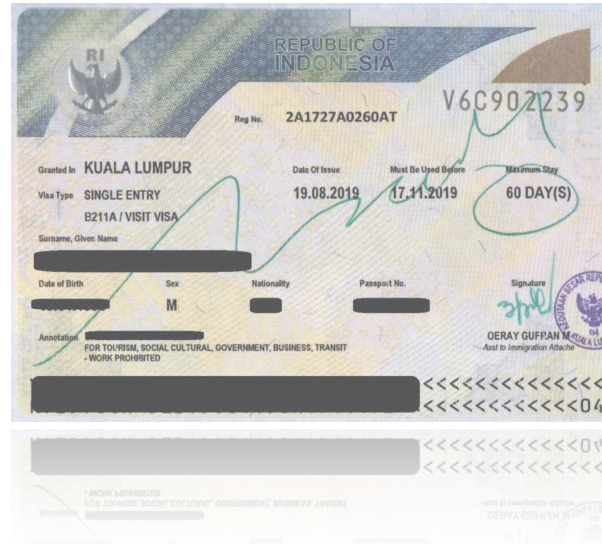 RI
REPUBLIC OF
INDONESIA
V6C902239
Reg No. 2A1727A0260AT
Granted In KUALA LUMPUR
Date Of Issue Must Be Used Before Maximum Stay
Visa Type SINGLE ENTRY 19.08.2019 17.11.2019 60 DAY(S)
B211A / VISIT VISA
Surname, Given Name
Date of Birth Sex Nationality Passport No. Signature
M
Annotation
FOR TOURISM, SOCIAL CULTURAL, GOVERNMENT, BUSINESS, TRANSIT
- WORK PROHIBITED
OERAY GUFRAN M
Asst to Immigration Attache
<<<<<<<<<<<<<
<<<<<<<<<<<<04